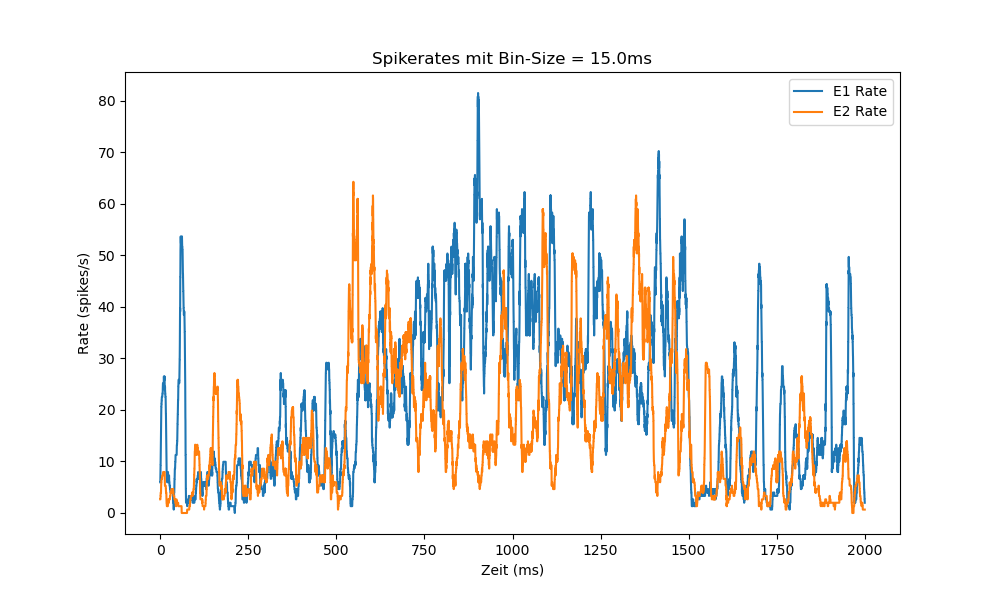 Spikerates mit Bin-Size = 15.0ms
E1 Rate
E2 Rate
80
70
60
50
40
30
20
10
0
Rate (spikes/s)
0 250 500 750 1000 1250 1500 1750 2000
Zeit (ms)